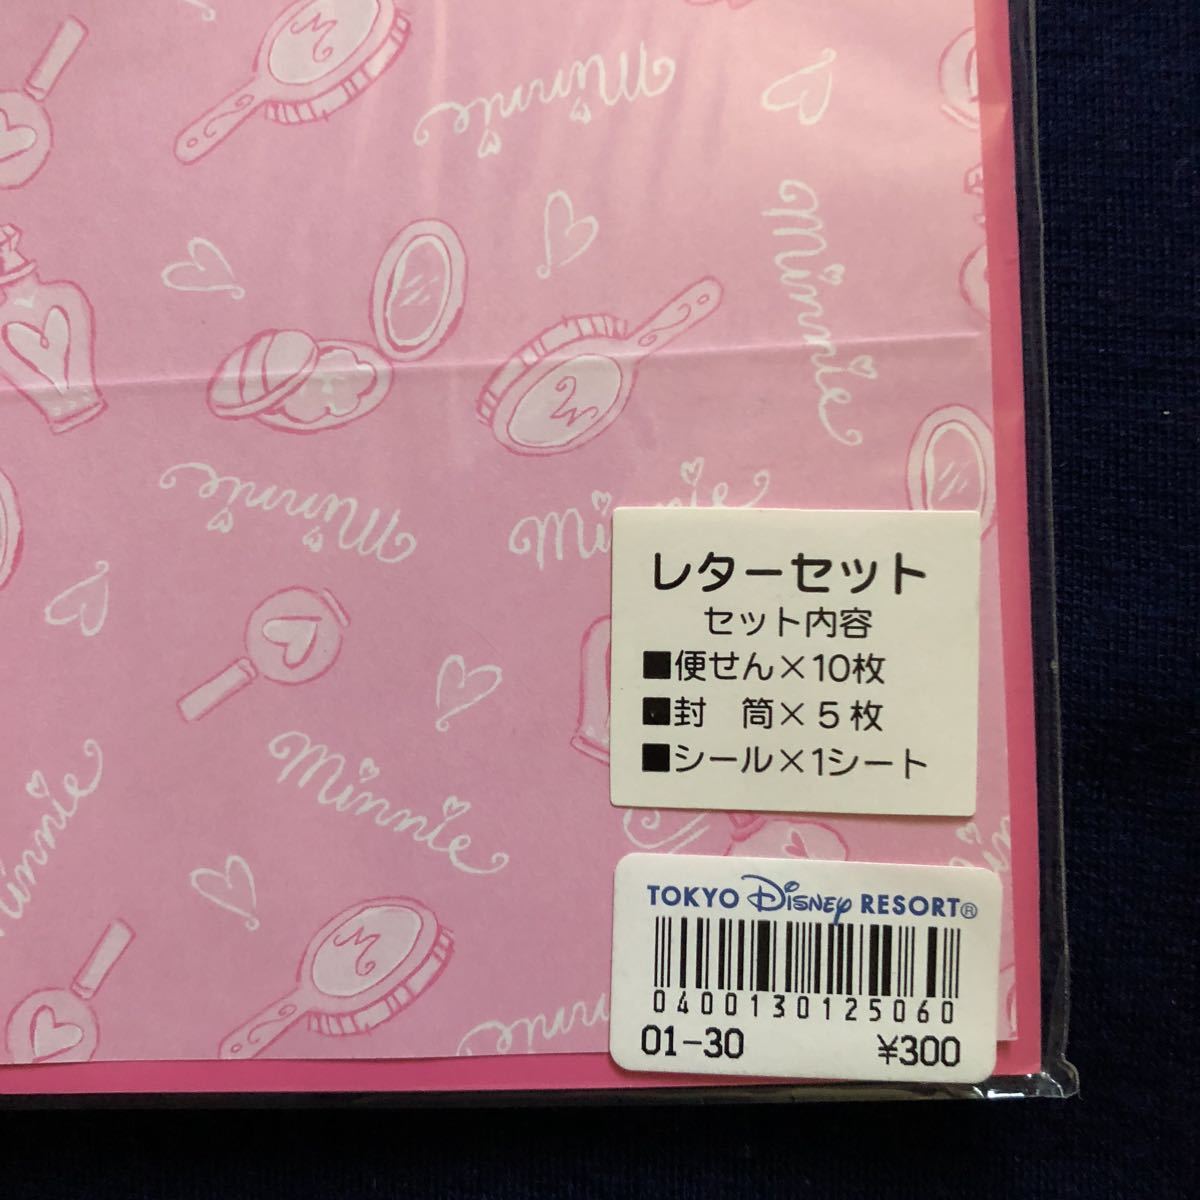 minnie
minnie
minnie
minnie
minnie
minnie
レターセット
セット内容
■便せん×10枚
■封　筒×５枚
■シール×1シート
TOKYO Disney RESORT®
0400130125060
01-30
¥300